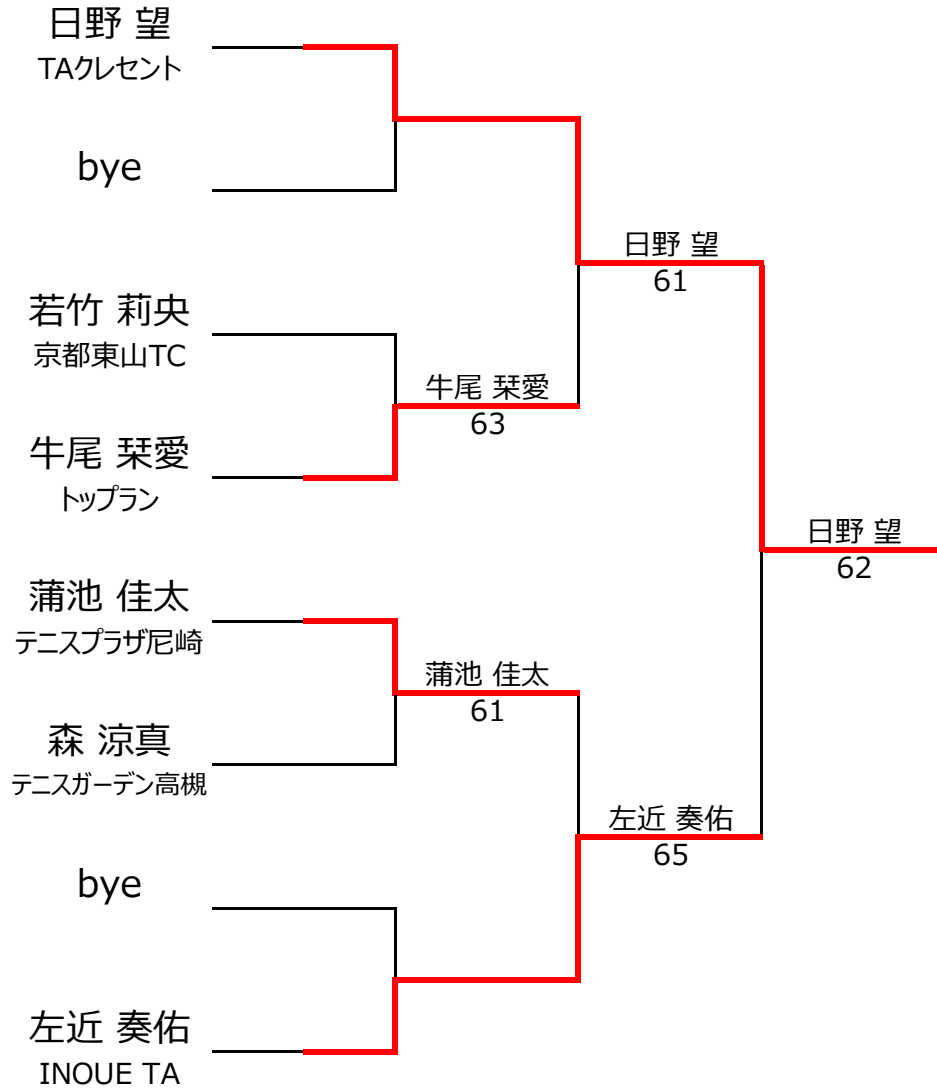 日野 望
TAクレセント
bye
日野 望
61
若竹 莉央
京都東山TC
牛尾 栞愛
63
牛尾 栞愛
トップラン
日野 望
62
蒲池 佳太
テニスプラザ尼崎
蒲池 佳太
61
森 涼真
テニスガーデン高槻
左近 奏佑
65
bye
左近 奏佑
INOUE TA